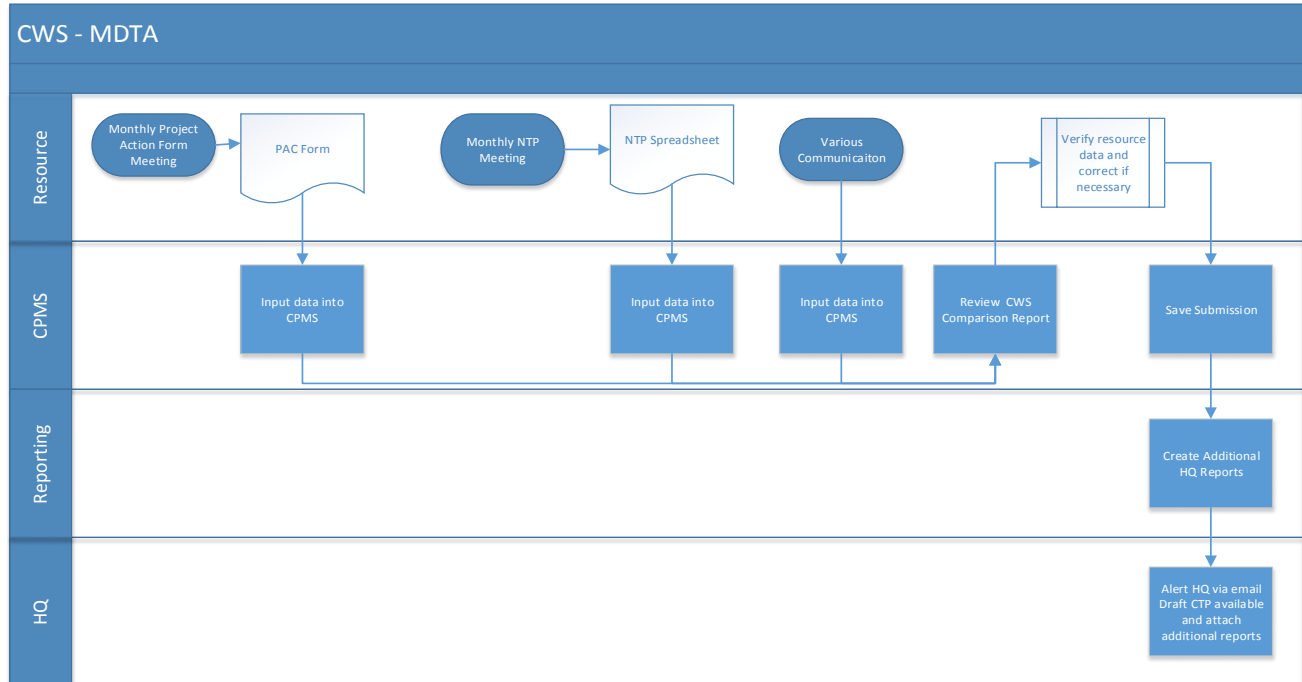 CWS - MDTA
Resource
Monthly Project
Action Form
Meeting
PAC Form
Monthly NTP
Meeting
NTP Spreadsheet
Various
Communicaiton
Verify resource
data and
correct if
necessary
CPMS
Input data into
CPMS
Input data into
CPMS
Input data into
CPMS
Review CWS
Comparison Report
Save Submission
Reporting
Create Additional
HQ Reports
HQ
Alert HQ via email
Draft CTP available
and attach
additional reports